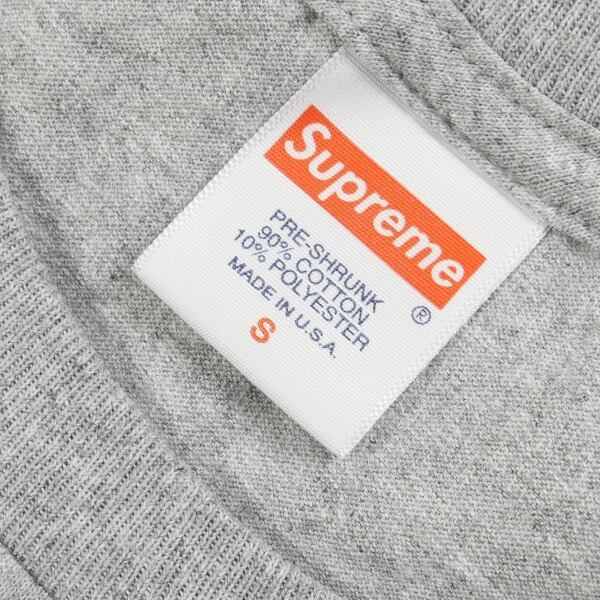 Supreme
®
PRE-SHRUNK
90% COTTON
10% POLYESTER
MADE IN U.S.A.
S